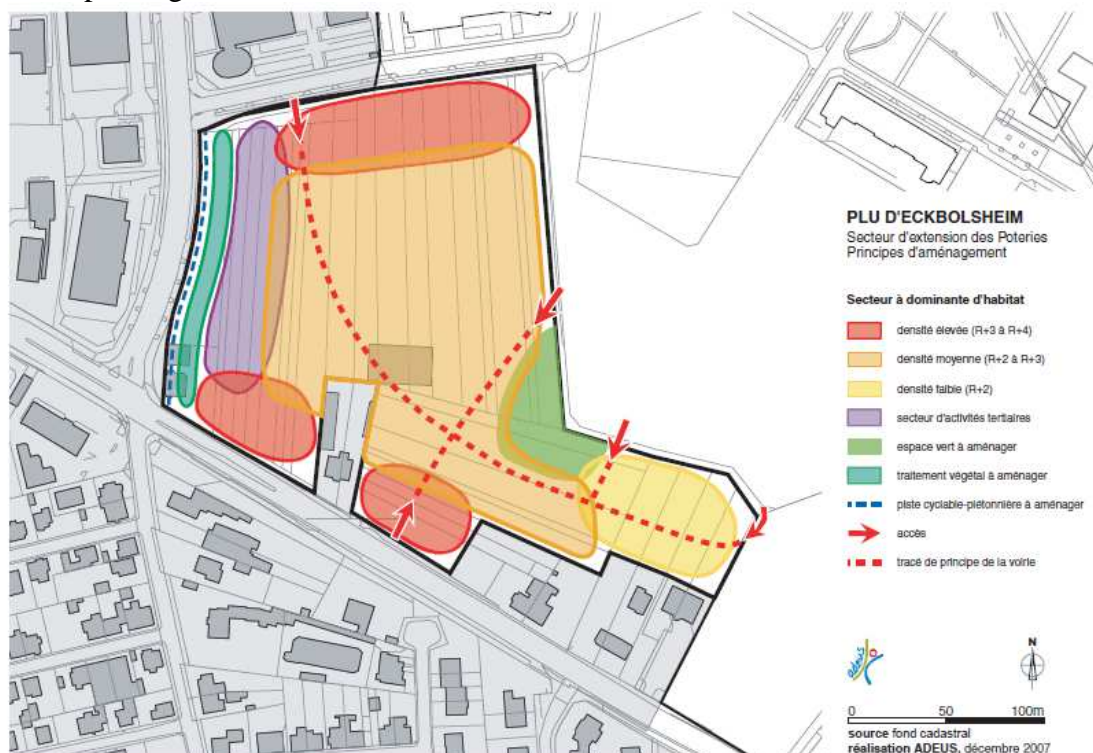 PLU D'ECKBOLSHEIM
Secteur d'extension des Poteries
Principes d'aménagement
Secteur à dominante d'habitat
densité élevée (R+3 à R+4)
densité moyenne (R+2 à R+3)
densité faible (R+2)
secteur d'activités tertiaires
espace vert à aménager
traitement végétal à aménager
piste cyclable-piétonnière à aménager
accès
tracé de principe de la voirie
adeus
N
0 50 100m
source fond cadastral
réalisation ADEUS, décembre 2007